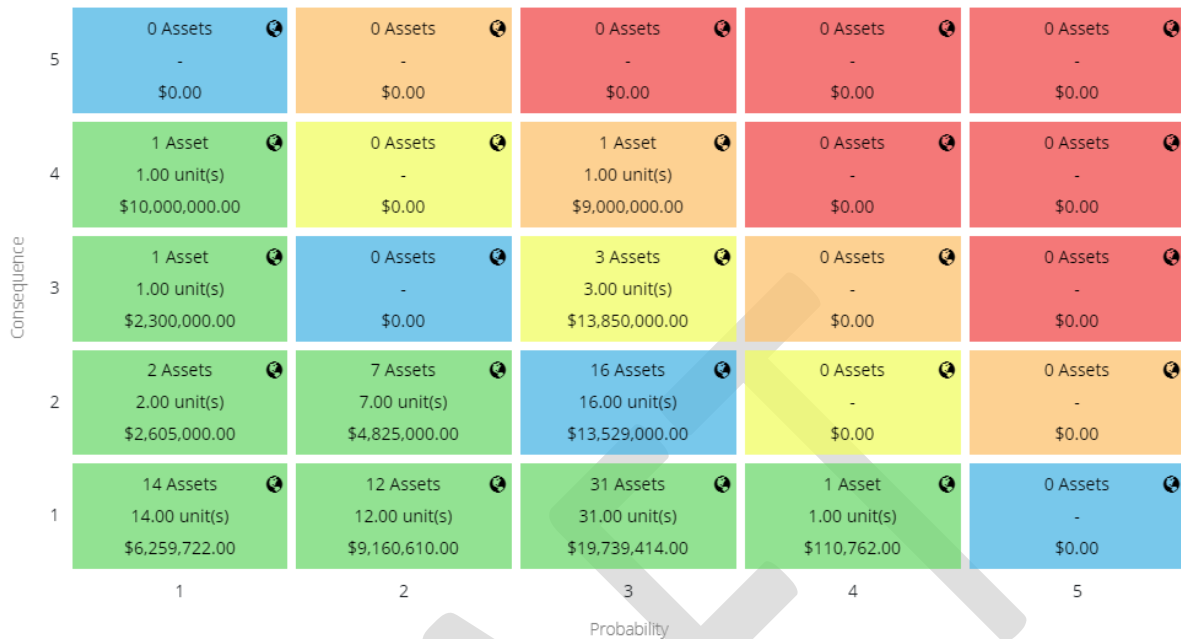 0 Assets
-
$0.00
0 Assets
-
$0.00
0 Assets
-
$0.00
0 Assets
-
$0.00
0 Assets
-
$0.00
5
1 Asset
1.00 unit(s)
$10,000,000.00
0 Assets
-
$0.00
1 Asset
1.00 unit(s)
$9,000,000.00
0 Assets
-
$0.00
0 Assets
-
$0.00
4
Consequence
1 Asset
1.00 unit(s)
$2,300,000.00
0 Assets
-
$0.00
3 Assets
3.00 unit(s)
$13,850,000.00
0 Assets
-
$0.00
0 Assets
-
$0.00
3
2 Assets
2.00 unit(s)
$2,605,000.00
7 Assets
7.00 unit(s)
$4,825,000.00
16 Assets
16.00 unit(s)
$13,529,000.00
0 Assets
-
$0.00
0 Assets
-
$0.00
2
14 Assets
14.00 unit(s)
$6,259,722.00
12 Assets
12.00 unit(s)
$9,160,610.00
31 Assets
31.00 unit(s)
$19,739,414.00
1 Asset
1.00 unit(s)
$110,762.00
0 Assets
-
$0.00
1
1
2
3
4
5
Probability